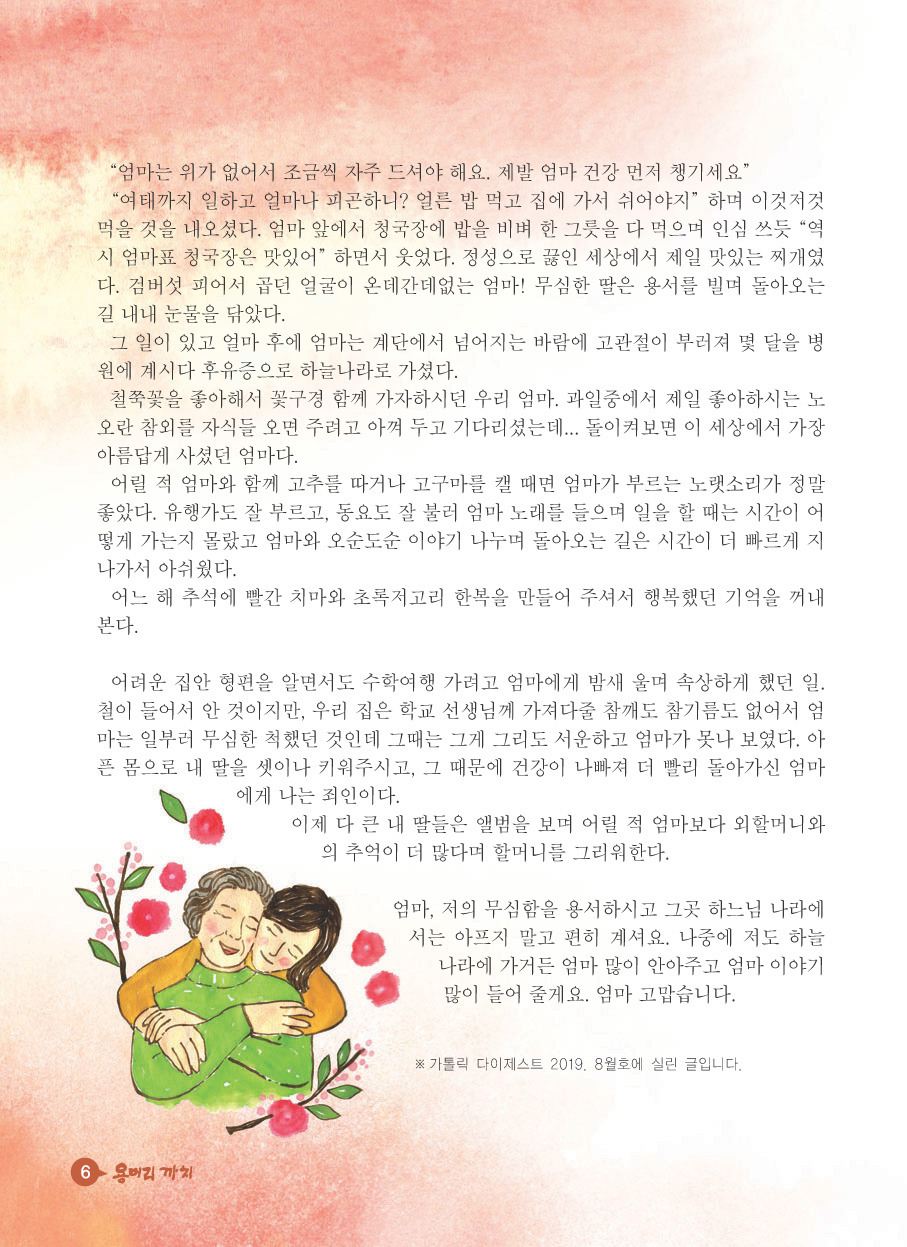 “엄마는 위가 없어서 조금씩 자주 드셔야 해요. 제발 엄마 건강 먼저 챙기세요”
“여태까지 일하고 얼마나 피곤하니? 얼른 밥 먹고 집에 가서 쉬어야지” 하며 이것저것
먹을 것을 내오셨다. 엄마 앞에서 청국장에 밥을 비벼 한 그릇을 다 먹으며 인심 쓰듯 “역
시 엄마표 청국장은 맛있어” 하면서 웃었다. 정성으로 끓인 세상에서 제일 맛있는 찌개였
다. 검버섯 피어서 곱던 얼굴이 온데간데없는 엄마! 무심한 딸은 용서를 빌며 돌아오는
길 내내 눈물을 닦았다.
그 일이 있고 얼마 후에 엄마는 계단에서 넘어지는 바람에 고관절이 부러져 몇 달을 병
원에 계시다 후유증으로 하늘나라로 가셨다.
철쭉꽃을 좋아해서 꽃구경 함께 가자하시던 우리 엄마. 과일중에서 제일 좋아하시는 노
오란 참외를 자식들 오면 주려고 아껴 두고 기다리셨는데... 돌이켜보면 이 세상에서 가장
아름답게 사셨던 엄마다.
어릴 적 엄마와 함께 고추를 따거나 고구마를 캘 때면 엄마가 부르는 노랫소리가 정말
좋았다. 유행가도 잘 부르고, 동요도 잘 불러 엄마 노래를 들으며 일을 할 때는 시간이 어
떻게 가는지 몰랐고 엄마와 오순도순 이야기 나누며 돌아오는 길은 시간이 더 빠르게 지
나가서 아쉬웠다.
어느 해 추석에 빨간 치마와 초록저고리 한복을 만들어 주셔서 행복했던 기억을 꺼내
본다.
어려운 집안 형편을 알면서도 수학여행 가려고 엄마에게 밤새 울며 속상하게 했던 일.
철이 들어서 안 것이지만, 우리 집은 학교 선생님께 가져다줄 참깨도 참기름도 없어서 엄
마는 일부러 무심한 척했던 것인데 그때는 그게 그리도 서운하고 엄마가 못나 보였다. 아
픈 몸으로 내 딸을 셋이나 키워주시고, 그 때문에 건강이 나빠져 더 빨리 돌아가신 엄마
에게 나는 죄인이다.
이제 다 큰 내 딸들은 앨범을 보며 어릴 적 엄마보다 외할머니와
의 추억이 더 많다며 할머니를 그리워한다.
엄마, 저의 무심함을 용서하시고 그곳 하느님 나라에
서는 아프지 말고 편히 계셔요. 나중에 저도 하늘
나라에 가거든 엄마 많이 안아주고 엄마 이야기
많이 들어 줄게요. 엄마 고맙습니다.
※ 가톨릭 다이제스트 2019. 8월호에 실린 글입니다.
6 용머리 까치